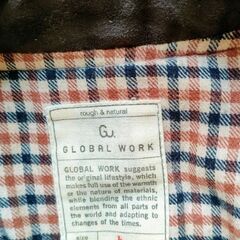 rough & natural
GW.
GLOBAL WORK
GLOBAL WORK suggests
the original lifestyle, which
makes full use of the warmth
or the nature of materials,
while blending the ethnic
elements from all parts of
the world and adapting to
changes of the times.
size